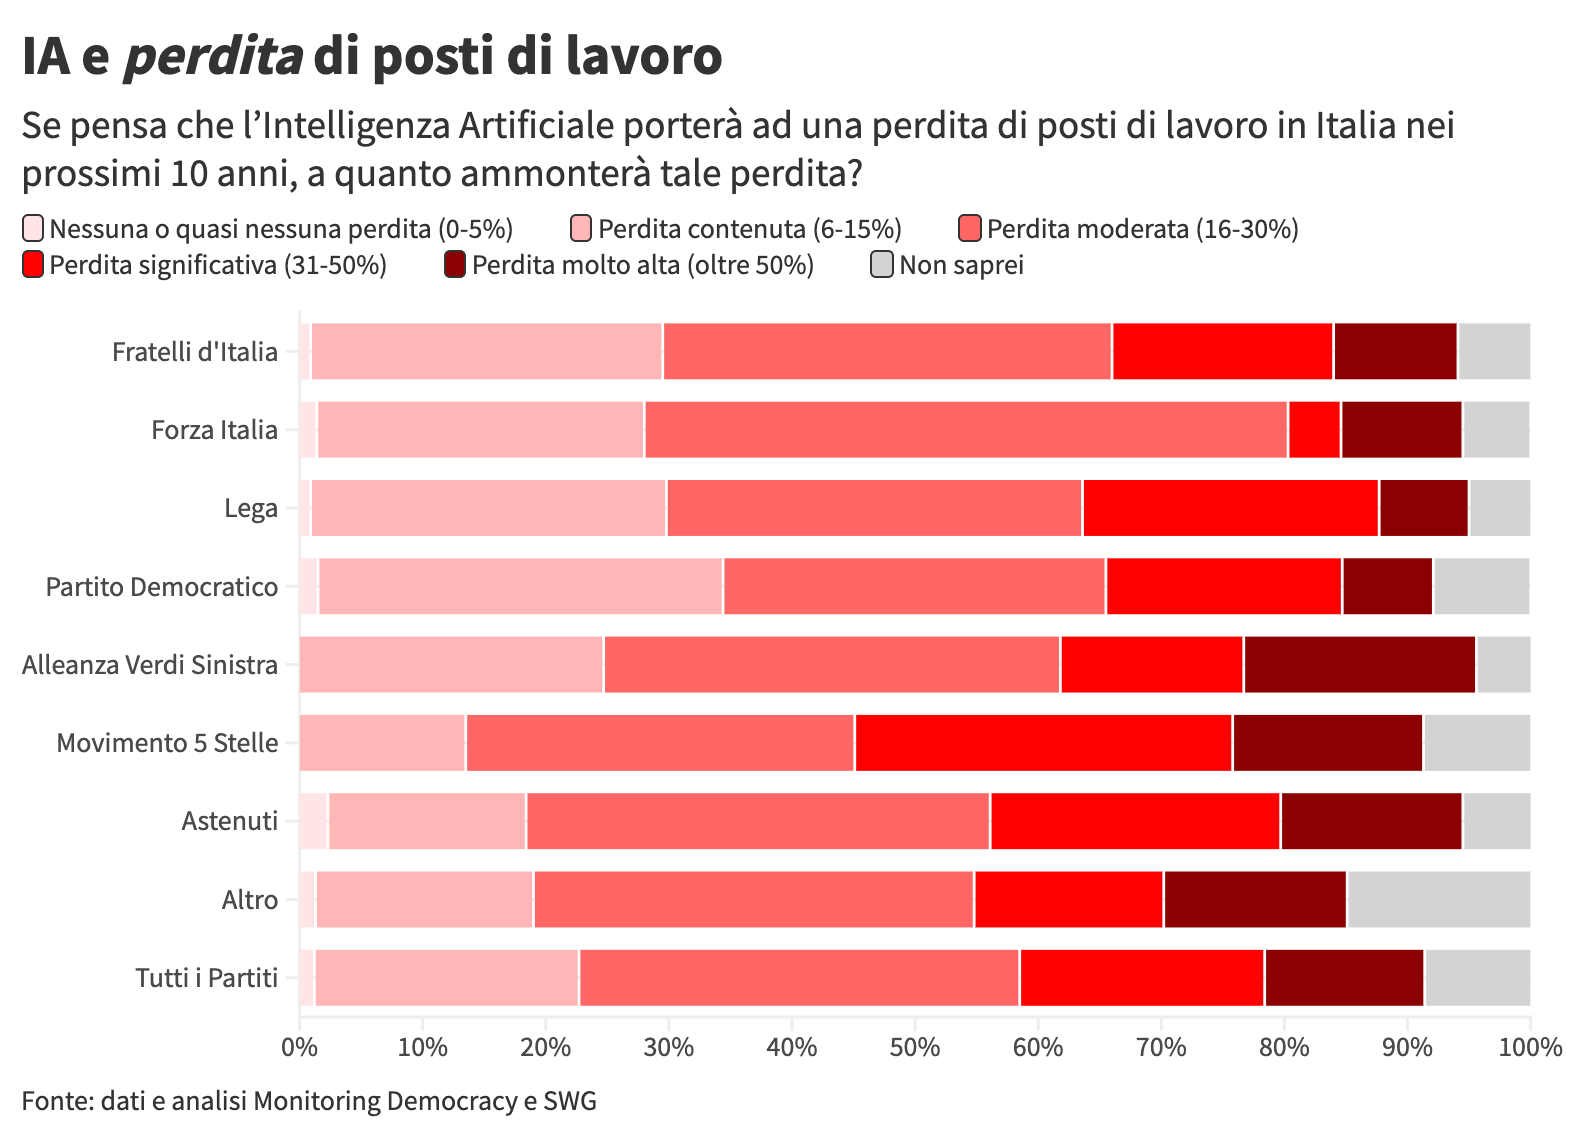 IA e perdita di posti di lavoro
Se pensa che l’Intelligenza Artificiale porterà ad una perdita di posti di lavoro in Italia nei
prossimi 10 anni, a quanto ammonterà tale perdita?
Nessuna o quasi nessuna perdita (0-5%) Perdita contenuta (6-15%) Perdita moderata (16-30%)
Perdita significativa (31-50%) Perdita molto alta (oltre 50%) Non saprei
Fratelli d'Italia
Forza Italia
Lega
Partito Democratico
Alleanza Verdi Sinistra
Movimento 5 Stelle
Astenuti
Altro
Tutti i Partiti
0% 10% 20% 30% 40% 50% 60% 70% 80% 90% 100%
Fonte: dati e analisi Monitoring Democracy e SWG